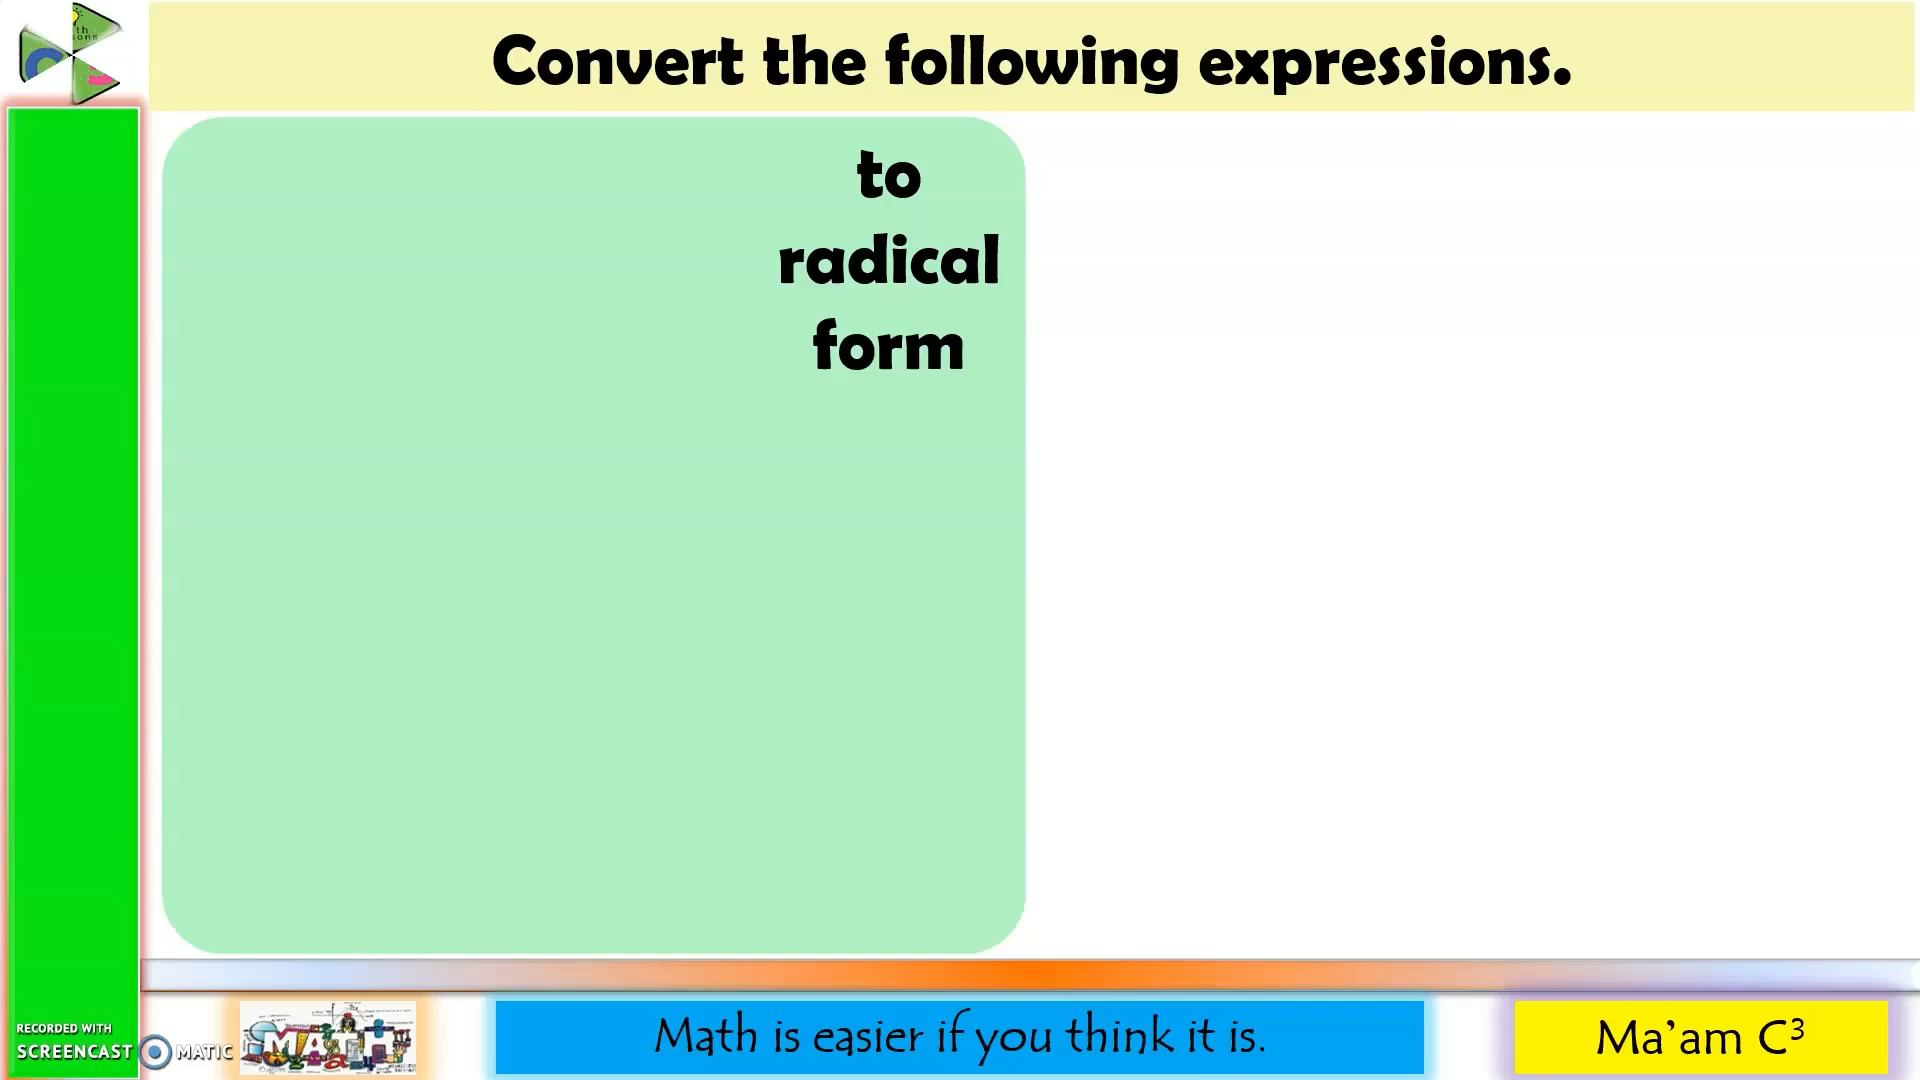 Convert the following expressions.
to
radical
form
RECORDED WITH
SCREENCAST MATIC
MATH
Math is easier if you think it is.
Ma'am C³